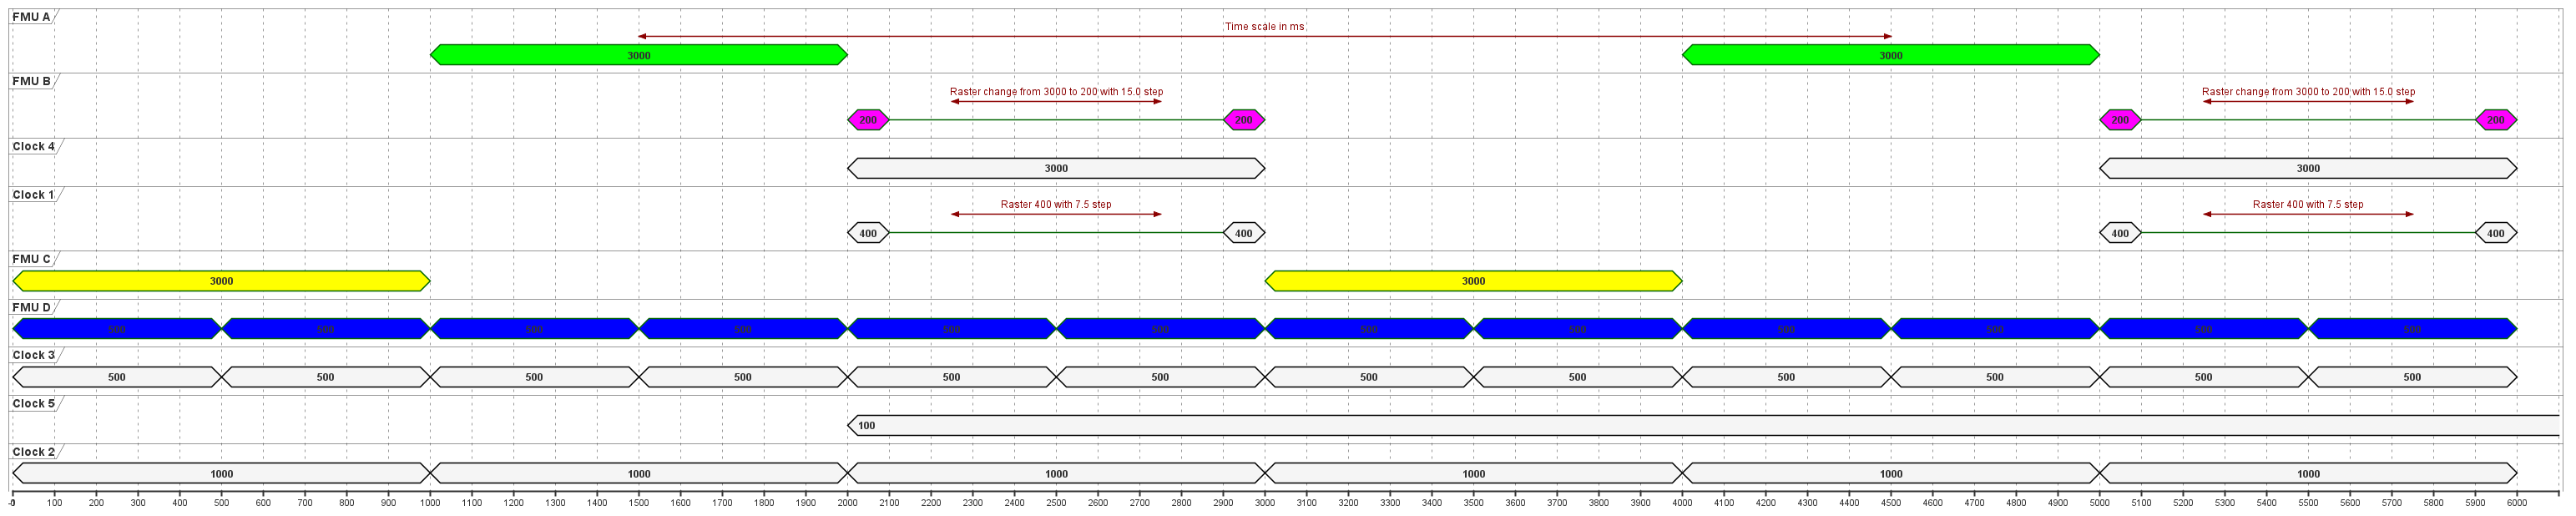 FMU A
Time scale in ms
3000 3000
FMU B
Raster change from 3000 to 200 with 15.0 step Raster change from 3000 to 200 with 15.0 step
200 200 200 200
Clock 4
3000 3000
Clock 1
Raster 400 with 7.5 step Raster 400 with 7.5 step
400 400 400 400
FMU C
3000 3000
FMU D
500 500 500 500 500 500 500 500 500 500 500 500
Clock 3
500 500 500 500 500 500 500 500 500 500 500 500
Clock 5
100
Clock 2
1000 1000 1000 1000 1000 1000
-0 100 200 300 400 500 600 700 800 900 1000 1100 1200 1300 1400 1500 1600 1700 1800 1900 2000 2100 2200 2300 2400 2500 2600 2700 2800 2900 3000 3100 3200 3300 3400 3500 3600 3700 3800 3900 4000 4100 4200 4300 4400 4500 4600 4700 4800 4900 5000 5100 5200 5300 5400 5500 5600 5700 5800 5900 6000